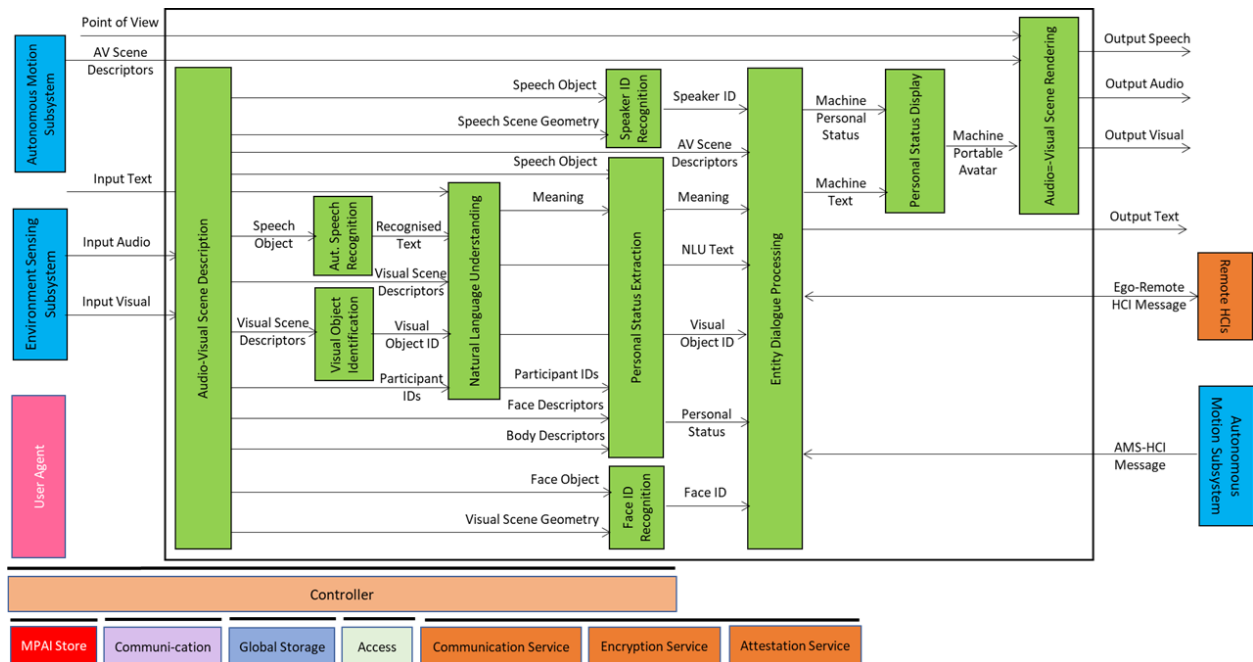 Point of View
AV Scene
Descriptors
Autonomous Motion
Subsystem
Input Text
Environment Sensing
Subsystem
Input Audio
Input Visual
User Agent
Audio-Visual Scene Description
Speech Object
Speech Scene Geometry
Speech Object
Speech
Object
Aut. Speech
Recognition
Recognised
Text
Visual Scene
Descriptors
Visual Scene
Descriptors
Visual Object
Identification
Visual
Object ID
Participant
IDs
Natural Language Understanding
Meaning
Participant IDs
Face Descriptors
Body Descriptors
Face Object
Visual Scene Geometry
Speaker ID
Recognition
Personal Status Extraction
Face ID
Recognition
Speaker ID
AV Scene
Descriptors
Meaning
NLU Text
Visual
Object ID
Personal
Status
Face ID
Entity Dialogue Processing
Machine
Personal
Status
Machine
Text
Personal Status Display
Machine
Portable
Avatar
Audio=-Visual Scene Rendering
Output Speech
Output Audio
Output Visual
Output Text
Ego-Remote
HCI Message
Remote HCIs
AMS-HCI
Message
Autonomous
Motion Subsystem
Controller
MPAI Store
Communi-cation
Global Storage
Access
Communication Service
Encryption Service
Attestation Service